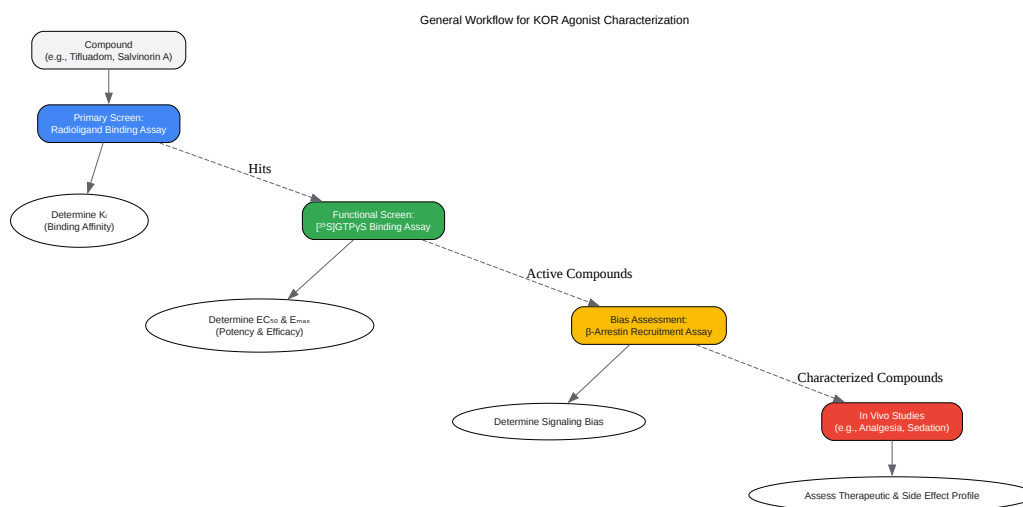 General Workflow for KOR Agonist Characterization
Compound
(e.g., Tifluadom, Salvinorin A)
Primary Screen:
Radioligand Binding Assay
Hits
Determine Kᵢ
(Binding Affinity)
Functional Screen:
[³⁵S]GTPγS Binding Assay
Active Compounds
Determine EC₅₀ & Eₘₐₓ
(Potency & Efficacy)
Bias Assessment:
β-Arrestin Recruitment Assay
Characterized Compounds
Determine Signaling Bias
In Vivo Studies
(e.g., Analgesia, Sedation)
Assess Therapeutic & Side Effect Profile